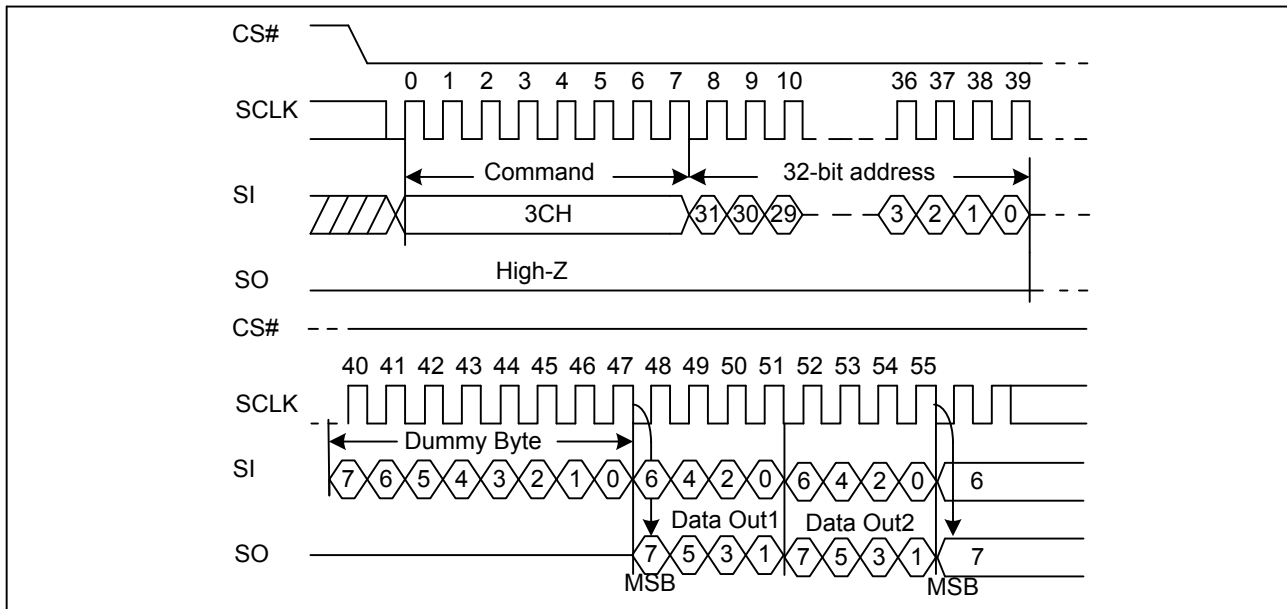 CS#
0 1 2 3 4 5 6 7 8 9 10 36 37 38 39
SCLK
Command 32-bit address
SI
3CH 31 30 29 3 2 1 0
High-Z
SO
CS#
40 41 42 43 44 45 46 47 48 49 50 51 52 53 54 55
SCLK
Dummy Byte
SI 7 6 5 4 3 2 1 0 6 4 2 0 6 4 2 0 6
Data Out1 Data Out2
SO 7 5 3 1 7 5 3 1 7
MSB MSB